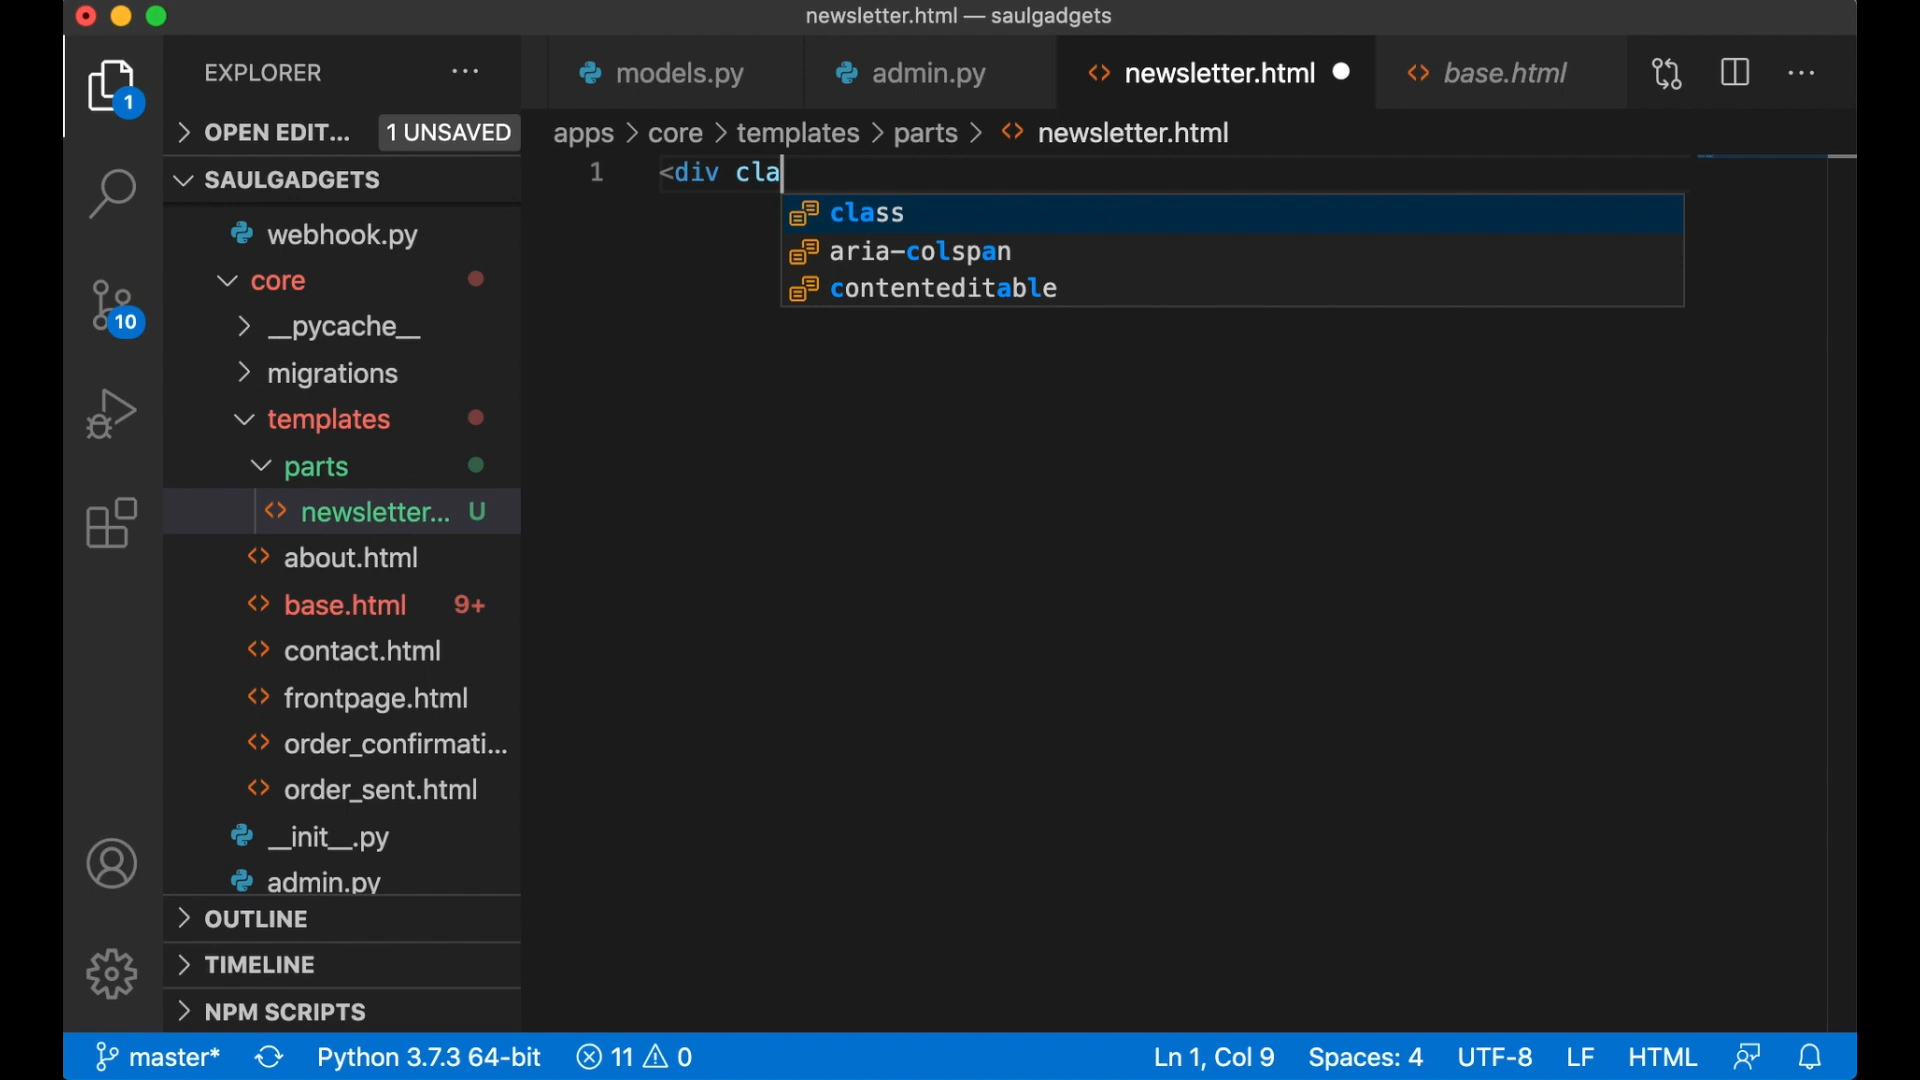 newsletter.html — saulgadgets
EXPLORER
models.py
admin.py
newsletter.html
base.html
1
OPEN EDIT...
1 UNSAVED
apps > core > templates > parts > newsletter.html
SAULGADGETS
1
<div cla
class
aria-colspan
contenteditable
webhook.py
core
10
__pycache__
migrations
templates
parts
newsletter... U
about.html
base.html 9+
contact.html
frontpage.html
order_confirmati...
order_sent.html
__init__.py
admin.py
OUTLINE
TIMELINE
NPM SCRIPTS
master*
Python 3.7.3 64-bit
11
0
Ln 1, Col 9
Spaces: 4
UTF-8
LF
HTML